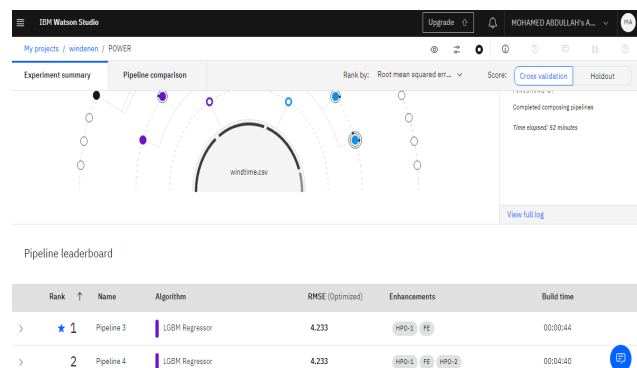 IBM Watson Studio
Upgrade
MOHAMED ABDULLAH's A...
MA
My projects / windenen / POWER
Experiment summary
Pipeline comparison
Rank by: Root mean squared err...
Score: Cross validation Holdout
Completed composing pipelines
Time elapsed: 52 minutes
windtime.csv
View full log
Pipeline leaderboard
Rank ↑ Name Algorithm RMSE (Optimized) Enhancements Build time
1 Pipeline 3 LGBM Regressor 4.233 HPO-1 FE 00:00:44
2 Pipeline 4 LGBM Regressor 4.233 HPO-1 FE HPO-2 00:04:40